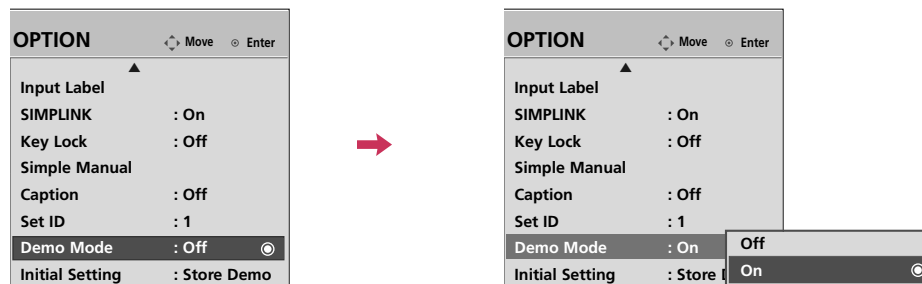 OPTION Move Enter
Input Label
SIMPLINK : On
Key Lock : Off
Simple Manual
Caption : Off
Set ID : 1
Demo Mode : Off
Initial Setting : Store Demo
OPTION Move Enter
Input Label
SIMPLINK : On
Key Lock : Off
Simple Manual
Caption : Off
Set ID : 1
Demo Mode : On
Initial Setting : Store
Off
On